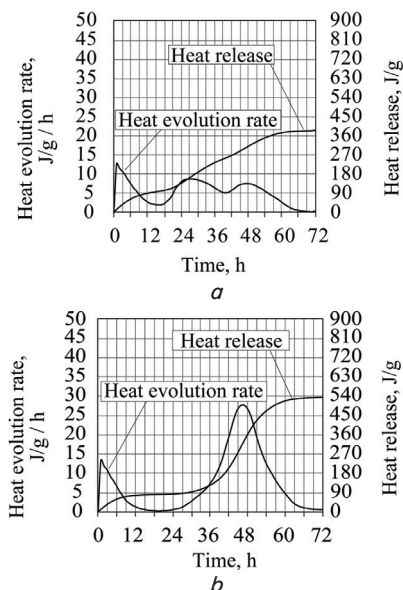 Heat evolution rate,
J/g / h
50
45
40
35
30
25
20
15
10
5
0
Heat release
Heat evolution rate
900
810
720
630
540
450
360
270
180
90
0
Heat release, J/g
0 12 24 36 48 60 72
Time, h
a
Heat evolution rate,
J/g / h
50
45
40
35
30
25
20
15
10
5
0
Heat release
Heat evolution rate
900
810
720
630
540
450
360
270
180
90
0
Heat release, J/g
0 12 24 36 48 60 72
Time, h
b